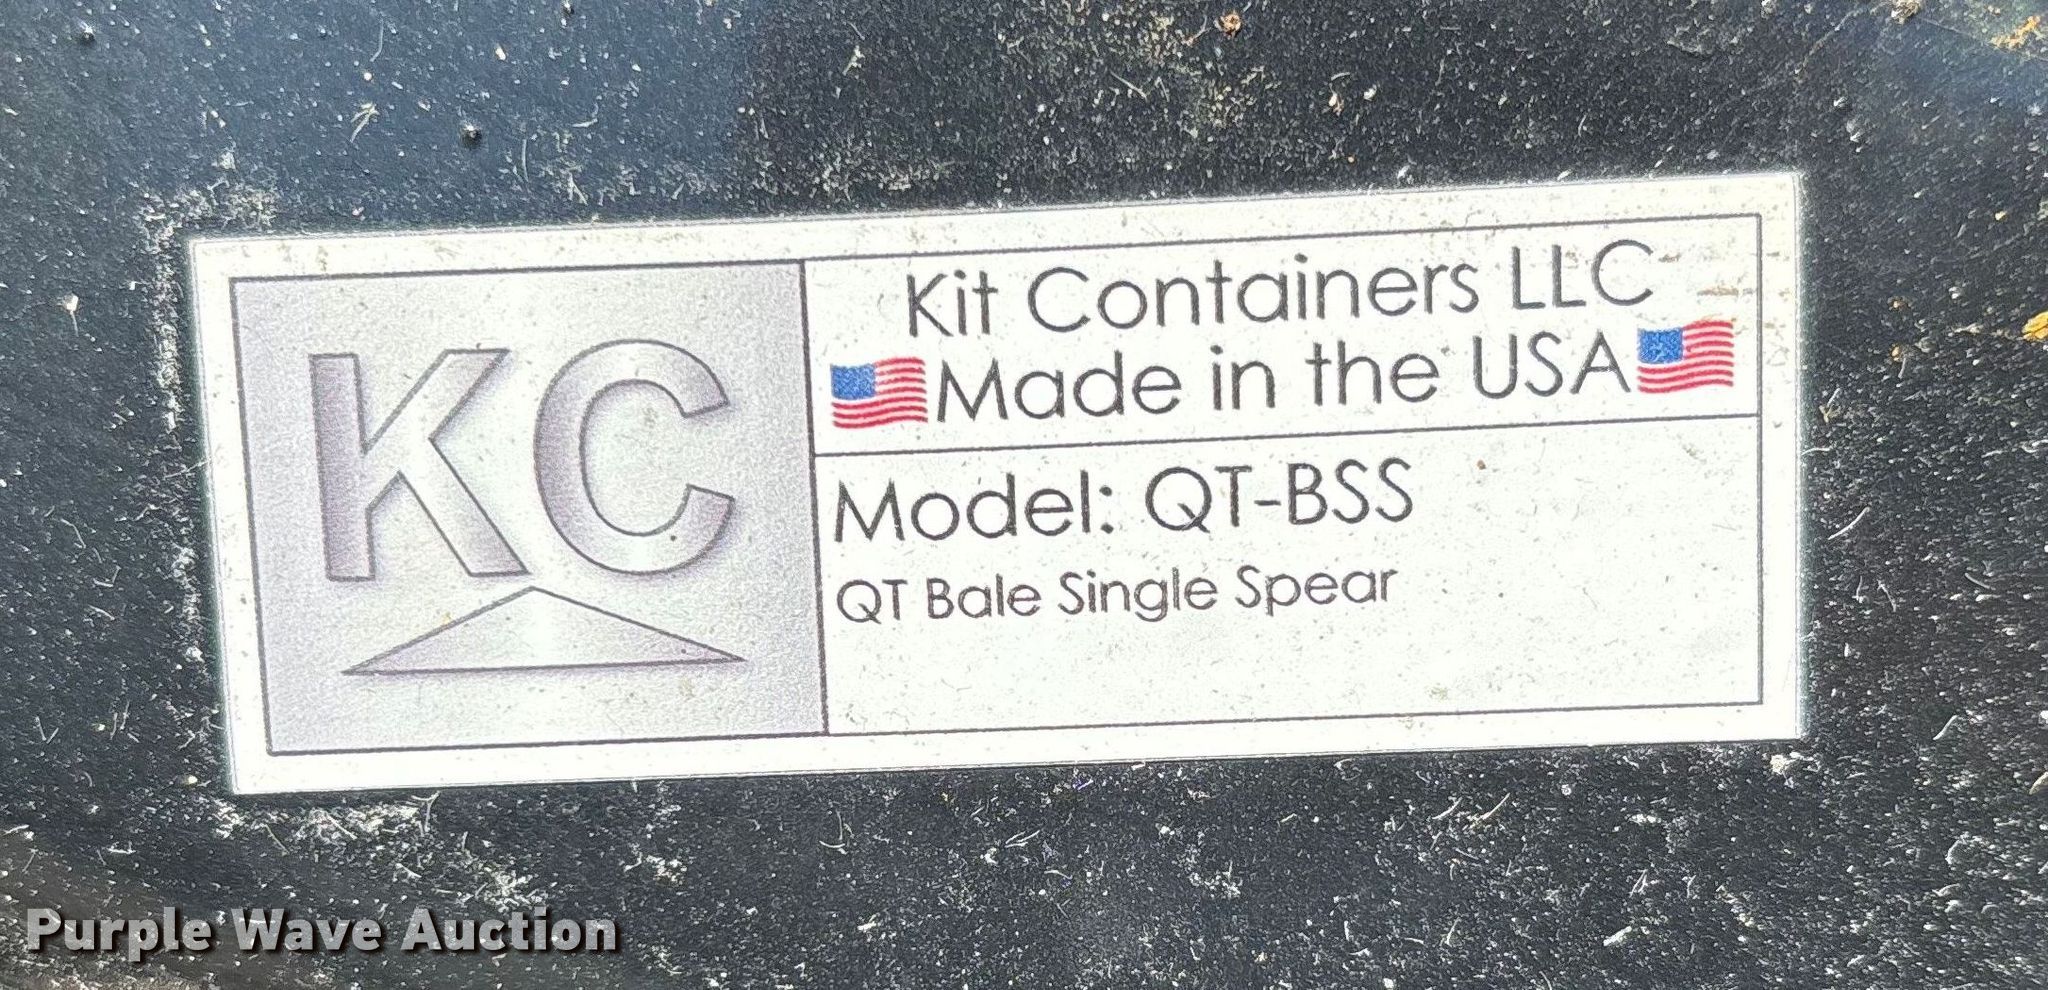 KC
Kit Containers LLC
Made in the USA
Model: QT-BSS
QT Bale Single Spear
Purple Wave Auction